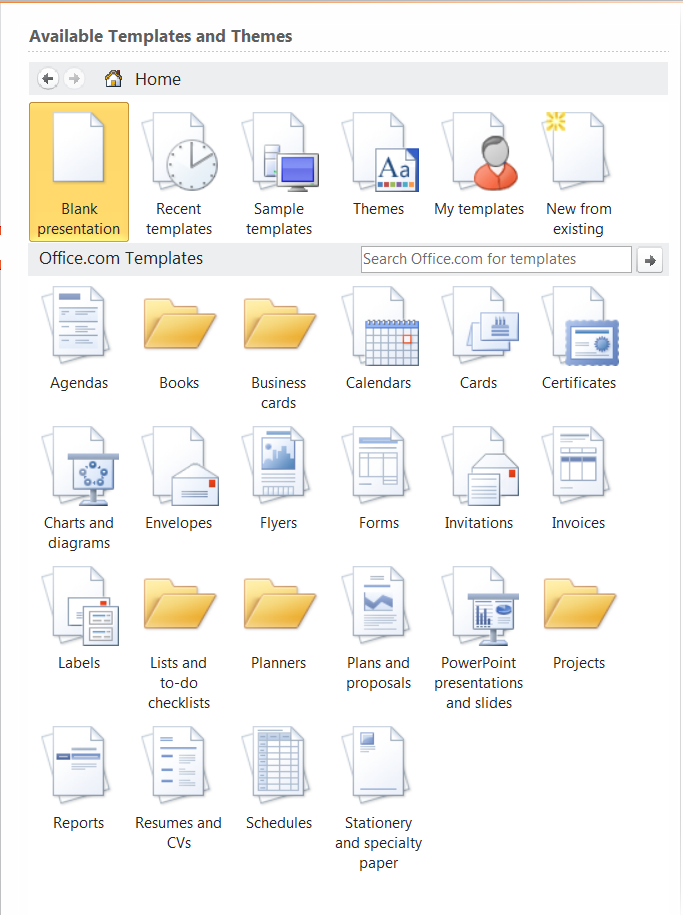 Available Templates and Themes
Home
Blank presentation
Recent templates
Sample templates
Themes
My templates
New from existing
Office.com Templates
Search Office.com for templates
Agendas
Books
Business cards
Calendars
Cards
Certificates
Charts and diagrams
Envelopes
Flyers
Forms
Invitations
Invoices
Labels
Lists and to-do checklists
Planners
Plans and proposals
PowerPoint presentations and slides
Projects
Reports
Resumes and CVs
Schedules
Stationery and specialty paper